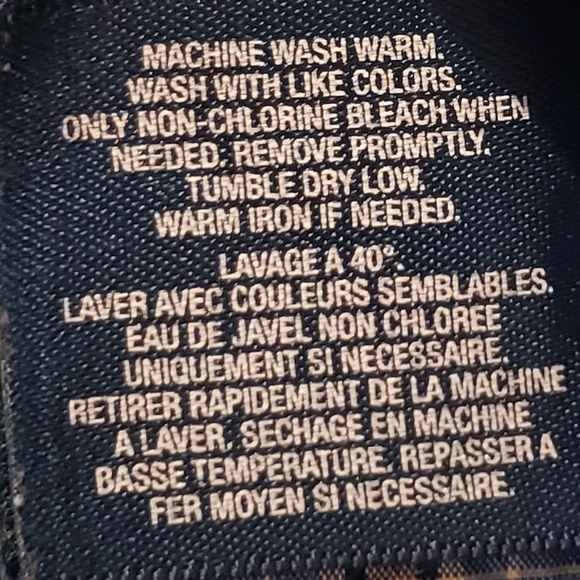 MACHINE WASH WARM.
WASH WITH LIKE COLORS.
ONLY NON-CHLORINE BLEACH WHEN
NEEDED. REMOVE PROMPTLY.
TUMBLE DRY LOW.
WARM IRON IF NEEDED.
LAVAGE A 40°.
LAVER AVEC COULEURS SEMBLABLES.
EAU DE JAVEL NON CHLOREE
UNIQUEMENT SI NECESSAIRE.
RETIRER RAPIDEMENT DE LA MACHINE
A LAVER. SECHAGE EN MACHINE
BASSE TEMPERATURE. REPASSER A
FER MOYEN SI NECESSAIRE.